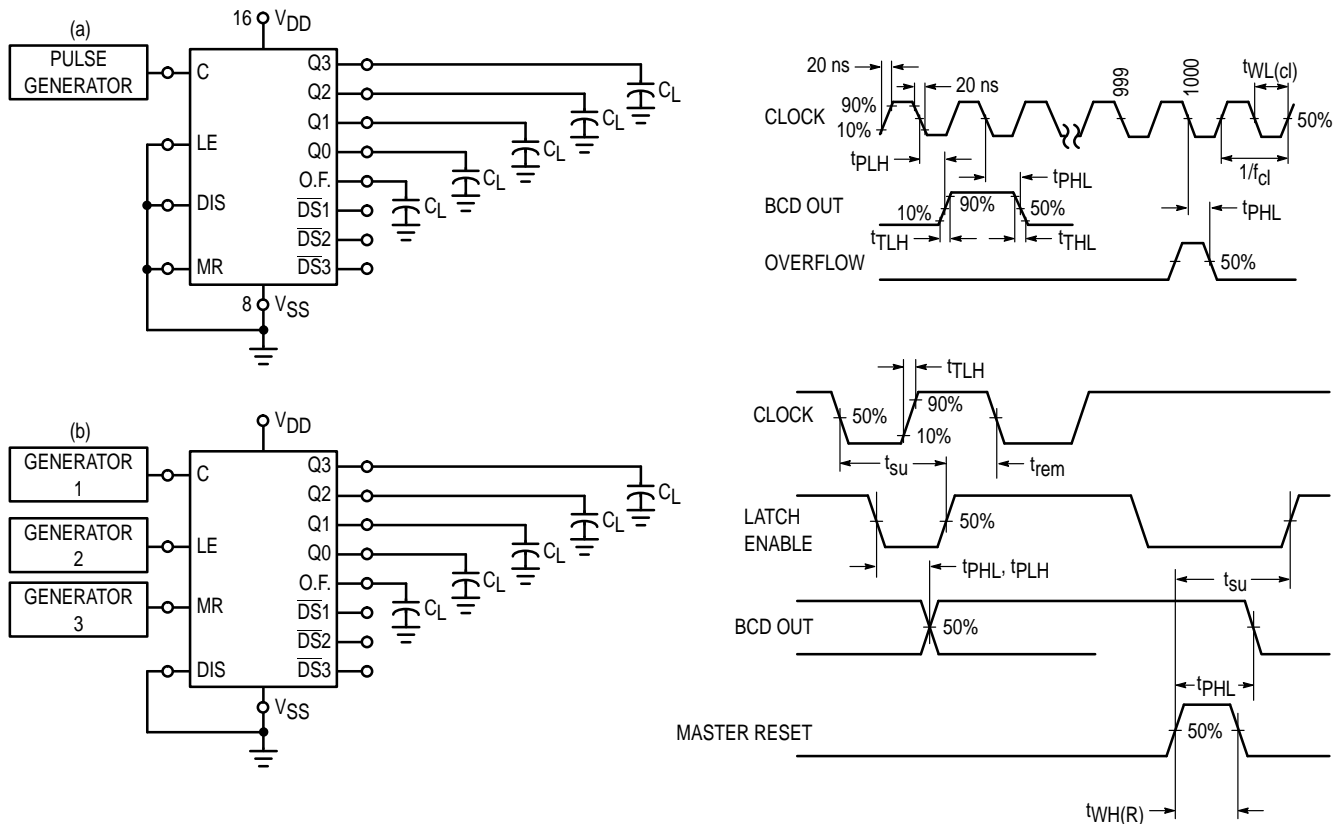 (a)
PULSE
GENERATOR
16 VDD
C
LE
DIS
MR
Q3
Q2
Q1
Q0
O.F.
DS1
DS2
DS3
CL
CL
CL
CL
CL
8 VSS
20 ns
20 ns
999
1000
tWL(cl)
90%
CLOCK
10%
50%
tPLH
tPHL
1/fcl
BCD OUT
10%
90%
50%
tPHL
tTLH
tTHL
OVERFLOW
50%
(b)
GENERATOR
1
GENERATOR
2
GENERATOR
3
VDD
C
LE
MR
DIS
Q3
Q2
Q1
Q0
O.F.
DS1
DS2
DS3
CL
CL
CL
CL
CL
VSS
tTLH
CLOCK
50%
90%
10%
tsu
trem
LATCH
ENABLE
50%
tPHL, tPLH
tsu
BCD OUT
50%
tPHL
MASTER RESET
50%
tWH(R)